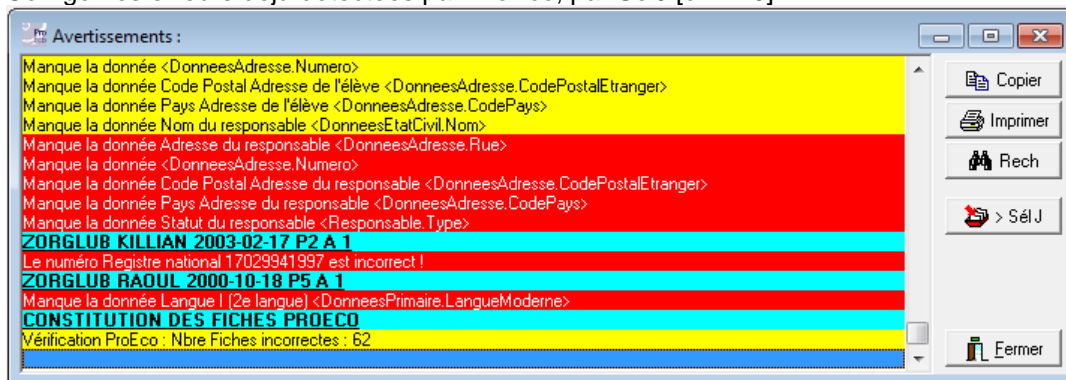 Avertissements :
Manque la donnée <DonneesAdresse.Numero>
Manque la donnée Code Postal Adresse de l'élève <DonneesAdresse.CodePostalEtranger>
Manque la donnée Pays Adresse de l'élève <DonneesAdresse.CodePays>
Manque la donnée Nom du responsable <DonneesEtatCivil.Nom>
Manque la donnée Adresse du responsable <DonneesAdresse.Rue>
Manque la donnée <DonneesAdresse.Numero>
Manque la donnée Code Postal Adresse du responsable <DonneesAdresse.CodePostalEtranger>
Manque la donnée Pays Adresse du responsable <DonneesAdresse.CodePays>
Manque la donnée Statut du responsable <Responsable.Type>
ZORGLUB KILLIAN 2003-02-17 P2 A 1
Le numéro Registre national 17029941997 est incorrect !
ZORGLUB RAOUL 2000-10-18 P5 A 1
Manque la donnée Langue I (2e langue) <DonneesPrimaire.LangueModerne>
CONSTITUTION DES FICHES PROECO
Vérification ProEco : Nbre Fiches incorrectes : 62
Copier
Imprimer
Rech
> Sél J
Fermer